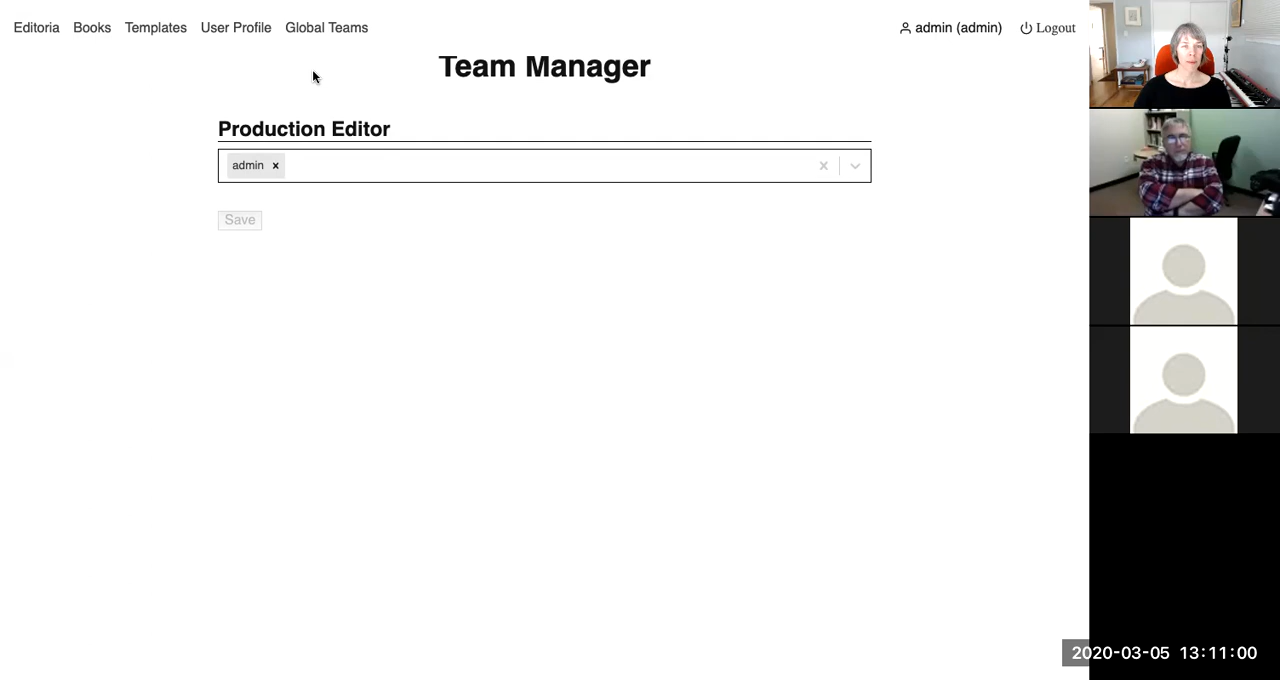 Editoria Books Templates User Profile Global Teams admin (admin) Logout
Team Manager
Production Editor
admin
Save
2020-03-05 13:11:00